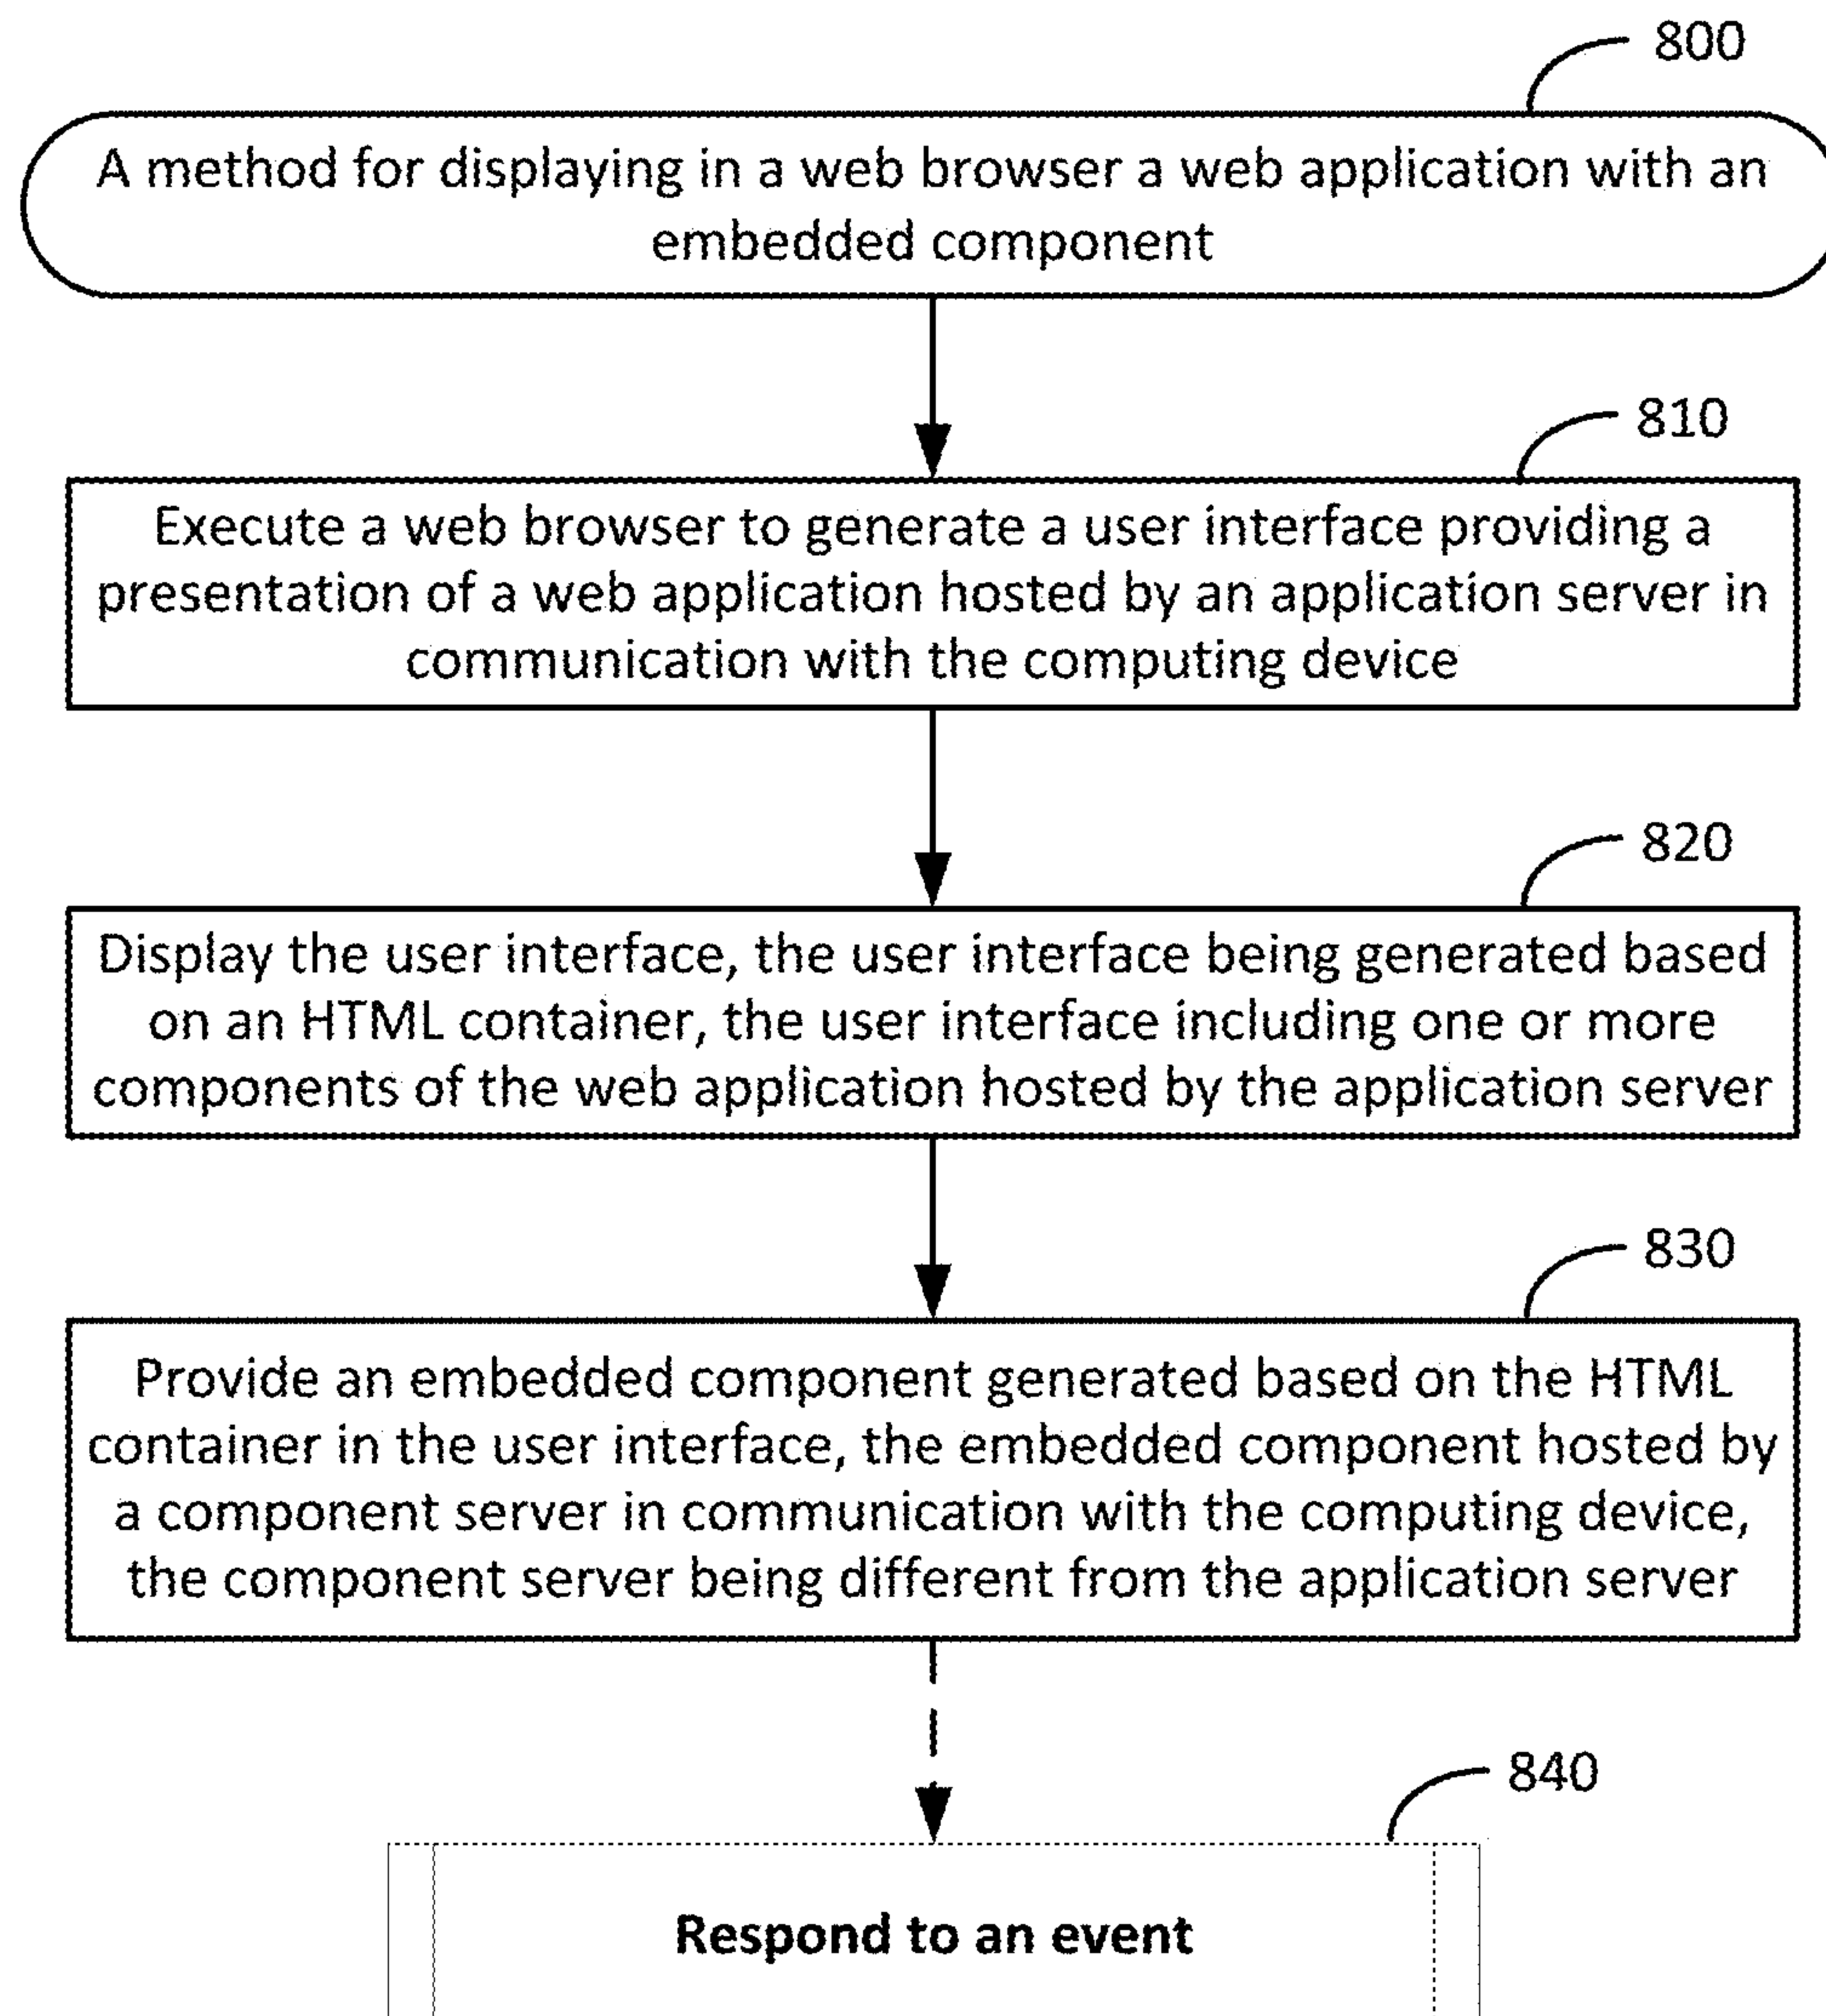 800
A method for displaying in a web browser a web application with an
embedded component
810
Execute a web browser to generate a user interface providing a
presentation of a web application hosted by an application server in
communication with the computing device
820
Display the user interface, the user interface being generated based
on an HTML container, the user interface including one or more
components of the web application hosted by the application server
830
Provide an embedded component generated based on the HTML
container in the user interface, the embedded component hosted by
a component server in communication with the computing device,
the component server being different from the application server
840
Respond to an event